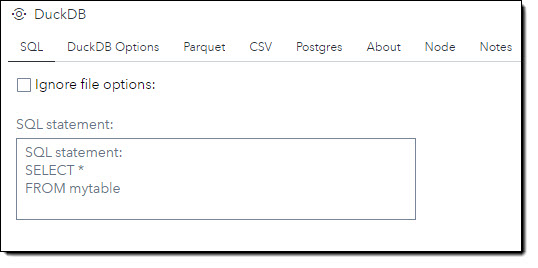 DuckDB
SQL DuckDB Options Parquet CSV Postgres About Node Notes
Ignore file options:
SQL statement:
SQL statement:
SELECT *
FROM mytable